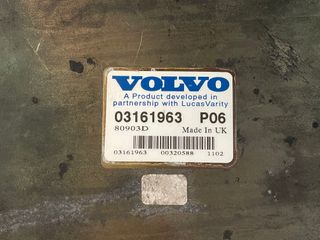 VOLVO
A Product developed in
partnership with LucasVarity
03161963 P06
80903D Made In UK
03161963 00320588 1102